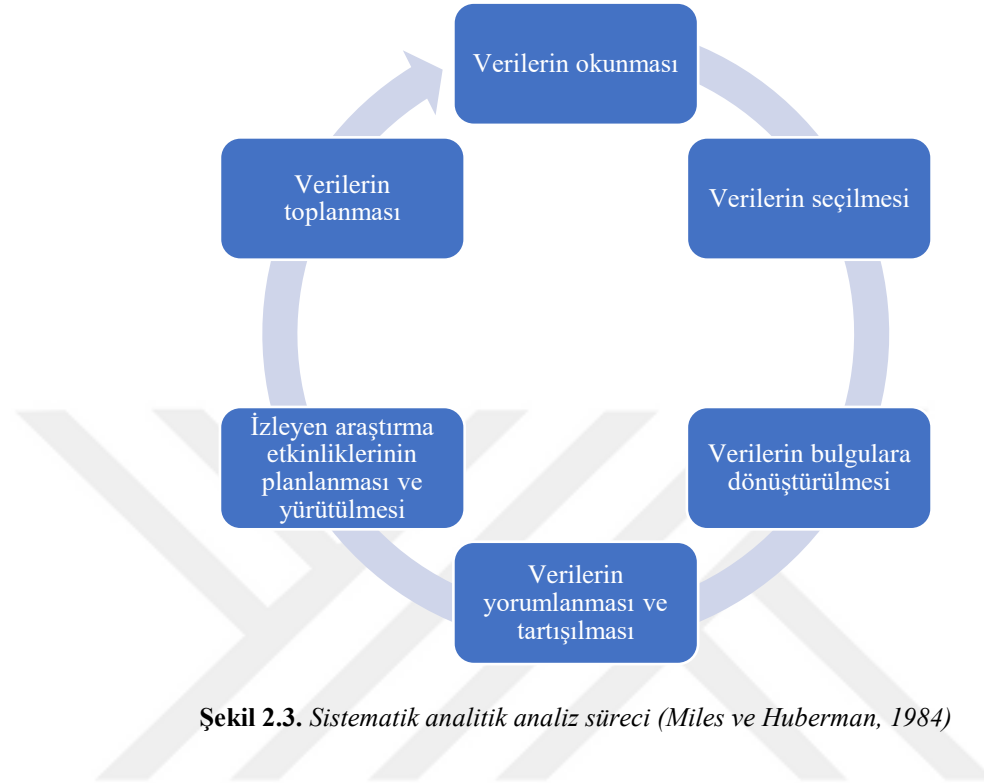 Verilerin okunması
Verilerin seçilmesi
Verilerin bulgulara
dönüştürülmesi
Verilerin
yorumlanması ve
tartışılması
İzleyen araştırma
etkinliklerinin
planlanması ve
yürütülmesi
Verilerin
toplanması
Şekil 2.3. Sistematik analitik analiz süreci (Miles ve Huberman, 1984)